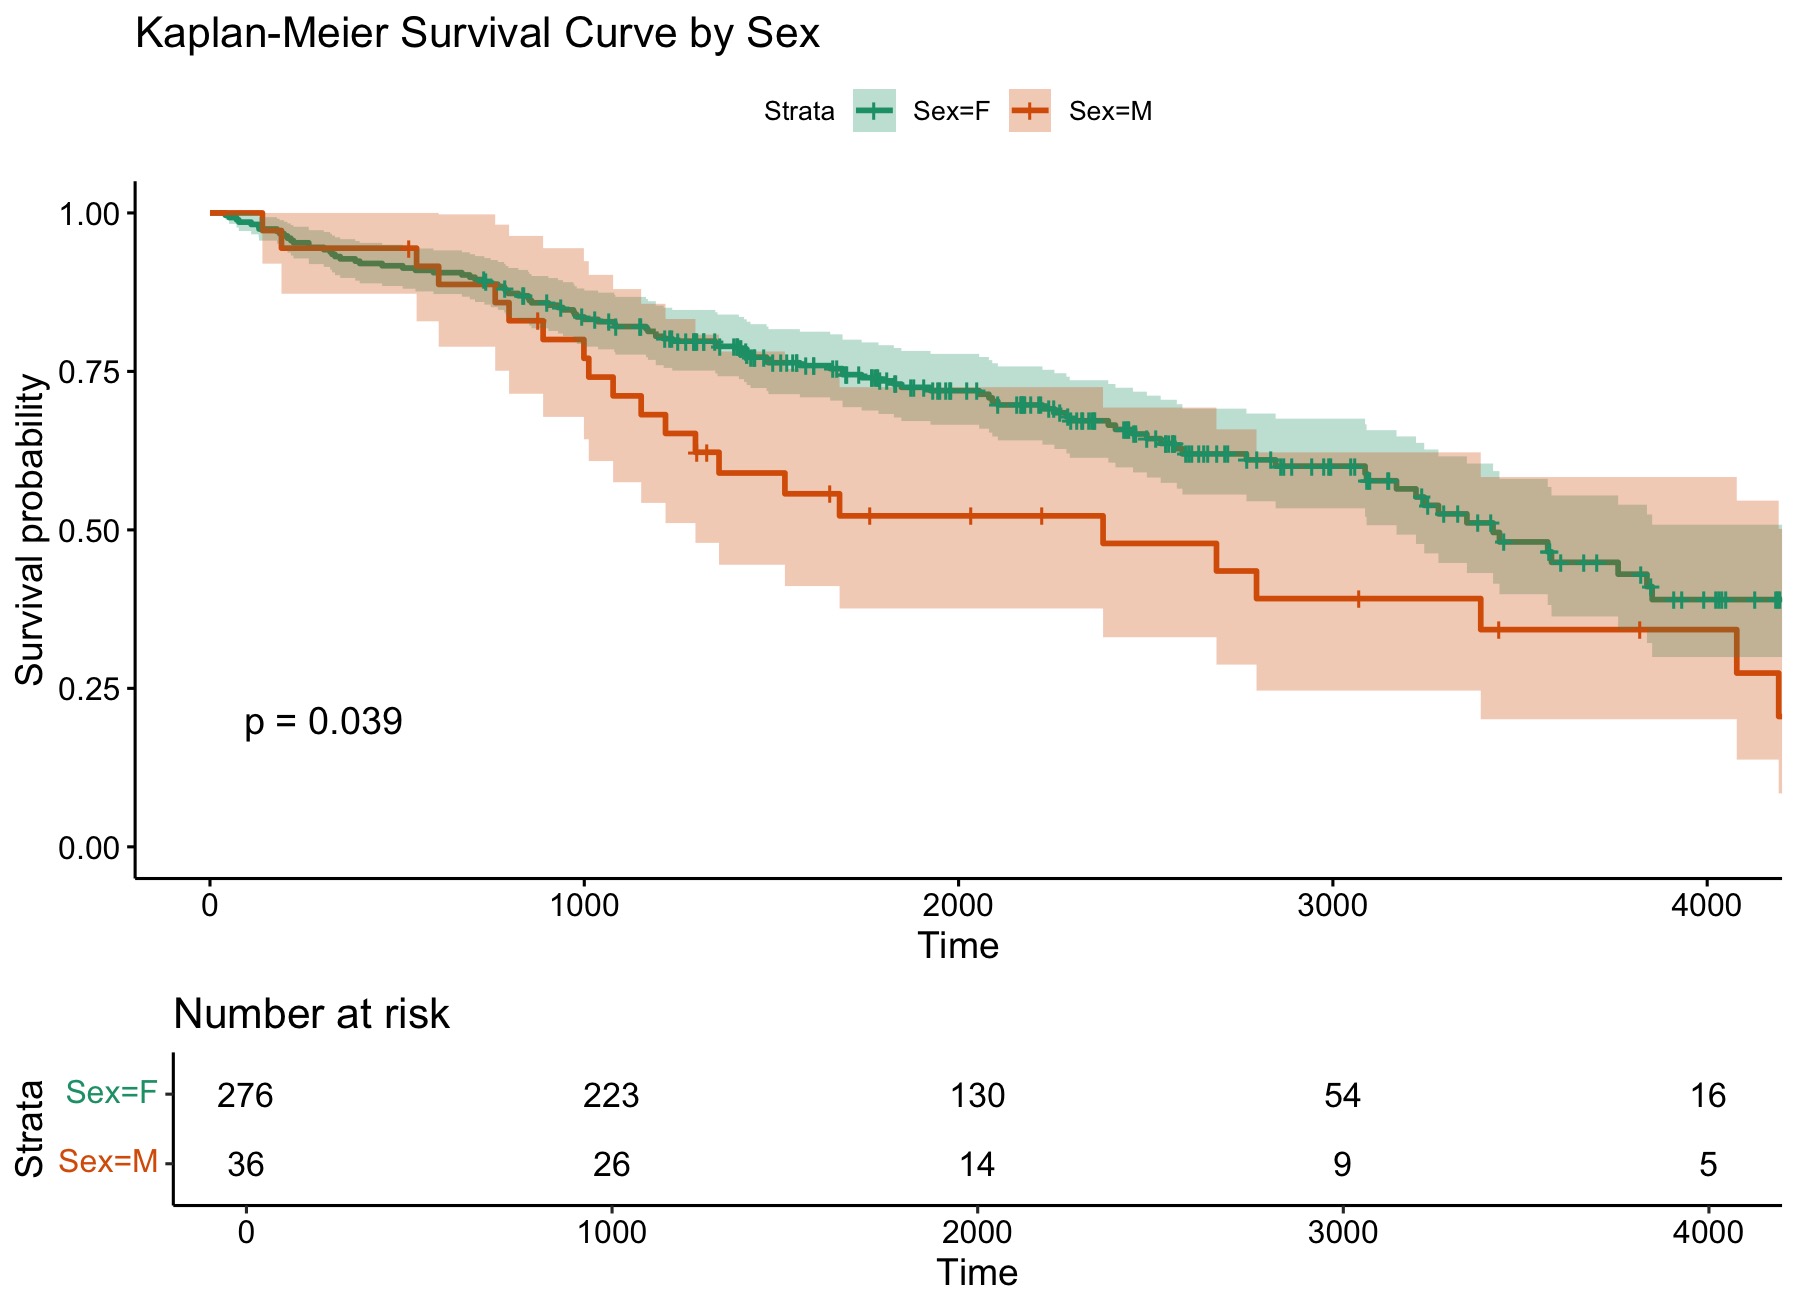 Kaplan-Meier Survival Curve by Sex
Strata Sex=F Sex=M
Survival probability
1.00
0.75
0.50
0.25
0.00
p = 0.039
0 1000 2000 3000 4000
Time
Number at risk
Strata
Sex=F 276 223 130 54 16
Sex=M 36 26 14 9 5
0 1000 2000 3000 4000
Time